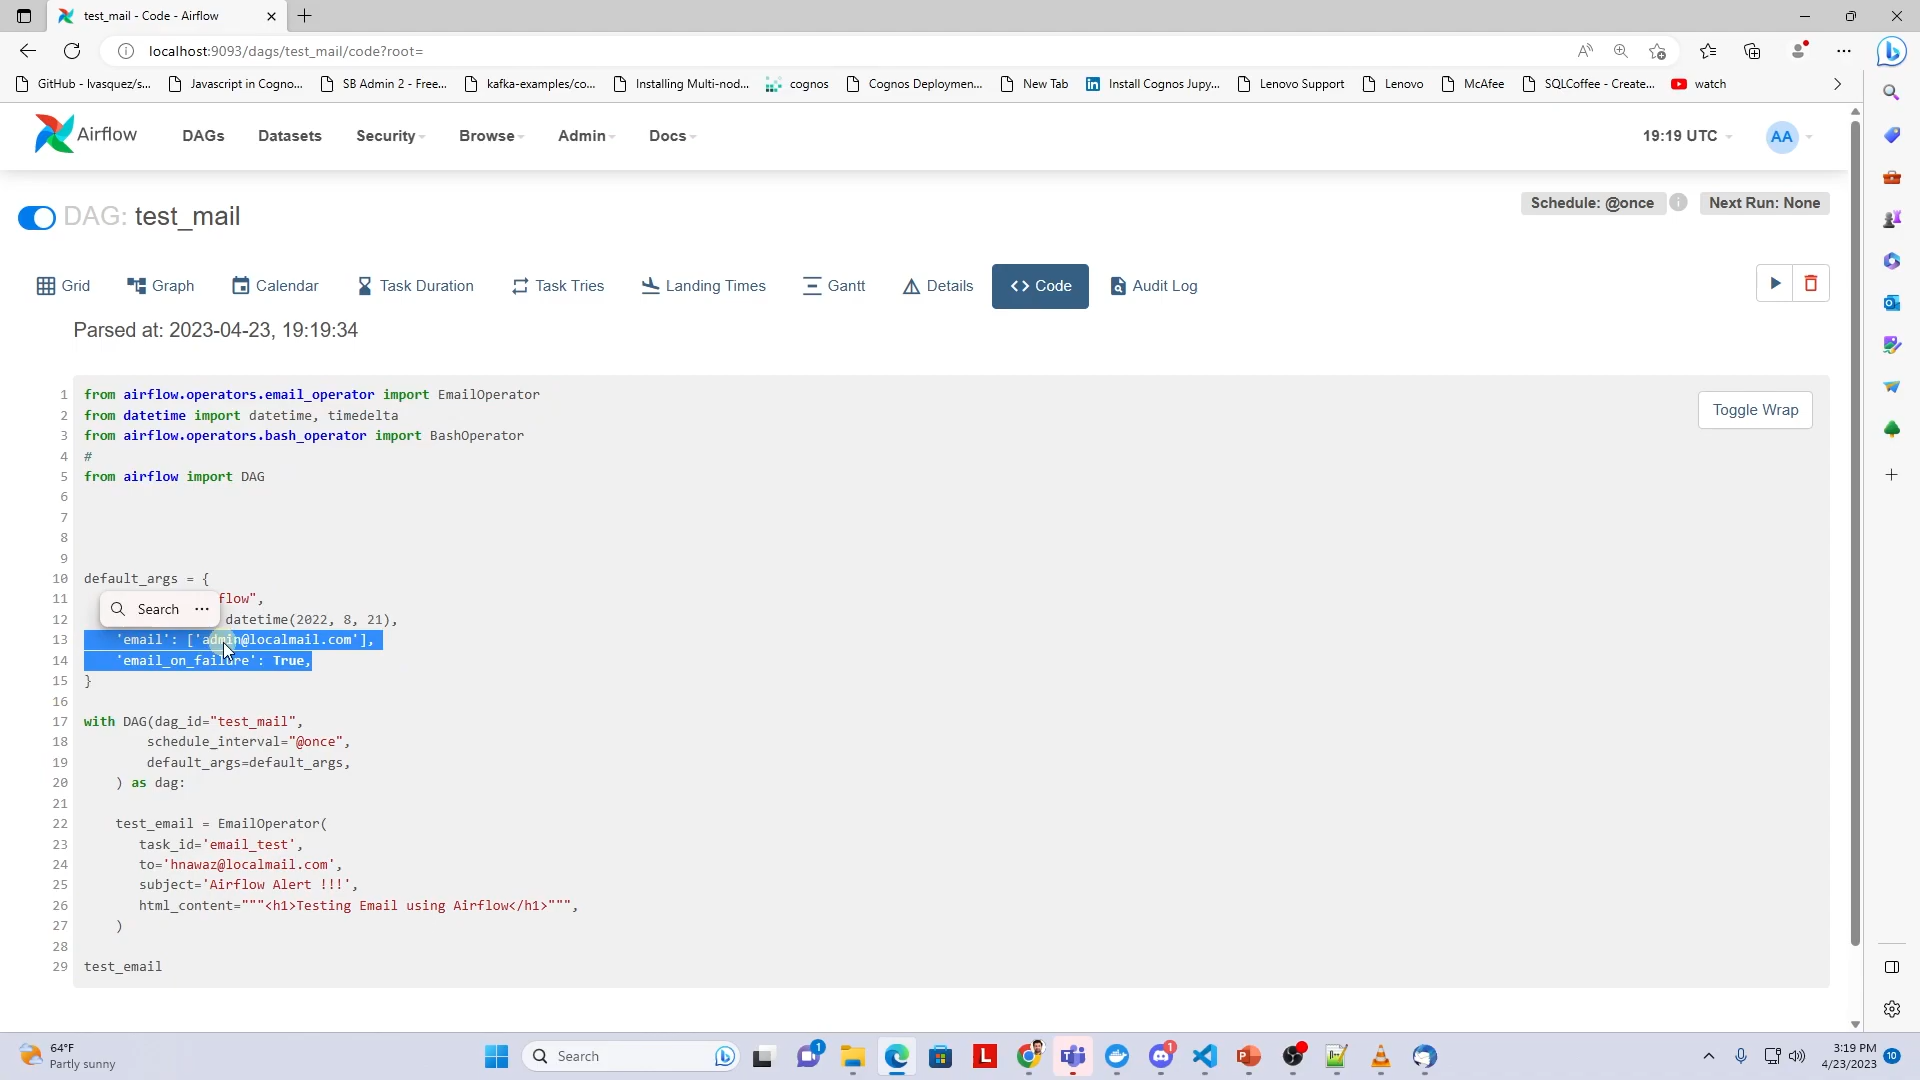 test_mail - Code - Airflow
localhost:9093/dags/test_mail/code?root=
GitHub - lvasquez/s...
Javascript in Cogno...
SB Admin 2 - Free...
kafka-examples/co...
Installing Multi-nod...
cognos
Cognos Deploymen...
New Tab
Install Cognos Jupy...
Lenovo Support
Lenovo
McAfee
SQLCoffee - Create...
watch
Airflow
DAGs
Datasets
Security
Browse
Admin
Docs
19:19 UTC
AA
DAG: test_mail
Schedule: @once
Next Run: None
Grid
Graph
Calendar
Task Duration
Task Tries
Landing Times
Gantt
Details
Code
Audit Log
Parsed at: 2023-04-23, 19:19:34
Toggle Wrap
1 from airflow.operators.email_operator import EmailOperator
2 from datetime import datetime, timedelta
3 from airflow.operators.bash_operator import BashOperator
4 #
5 from airflow import DAG
6
7
8
9
10 default_args = {
11 flow",
Search ...
12 datetime(2022, 8, 21),
13 'email': ['admin@localmail.com'],
14 'email_on_failure': True,
15 }
16
17 with DAG(dag_id="test_mail",
18 schedule_interval="@once",
19 default_args=default_args,
20 ) as dag:
21
22 test_email = EmailOperator(
23 task_id='email_test',
24 to='hnawaz@localmail.com',
25 subject='Airflow Alert !!!',
26 html_content="""<h1>Testing Email using Airflow</h1>""",
27 )
28
29 test_email
64°F
Partly sunny
Search
1
L
1
3:19 PM
4/23/2023
10